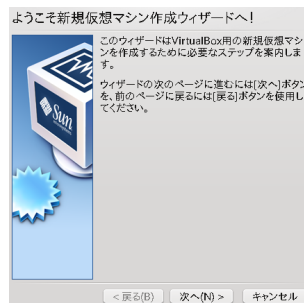 ようこそ新規仮想マシン作成ウィザードへ!
このウィザードはVirtualBox用の新規仮想マシ
ンを作成するために必要なステップを案内しま
す。
ウィザードの次のページに進むには[次へ]ボタン
を、前のページに戻るには[戻る]ボタンを使用し
てください。
Sun
< 戻る(B)
次へ(N) >
キャンセル